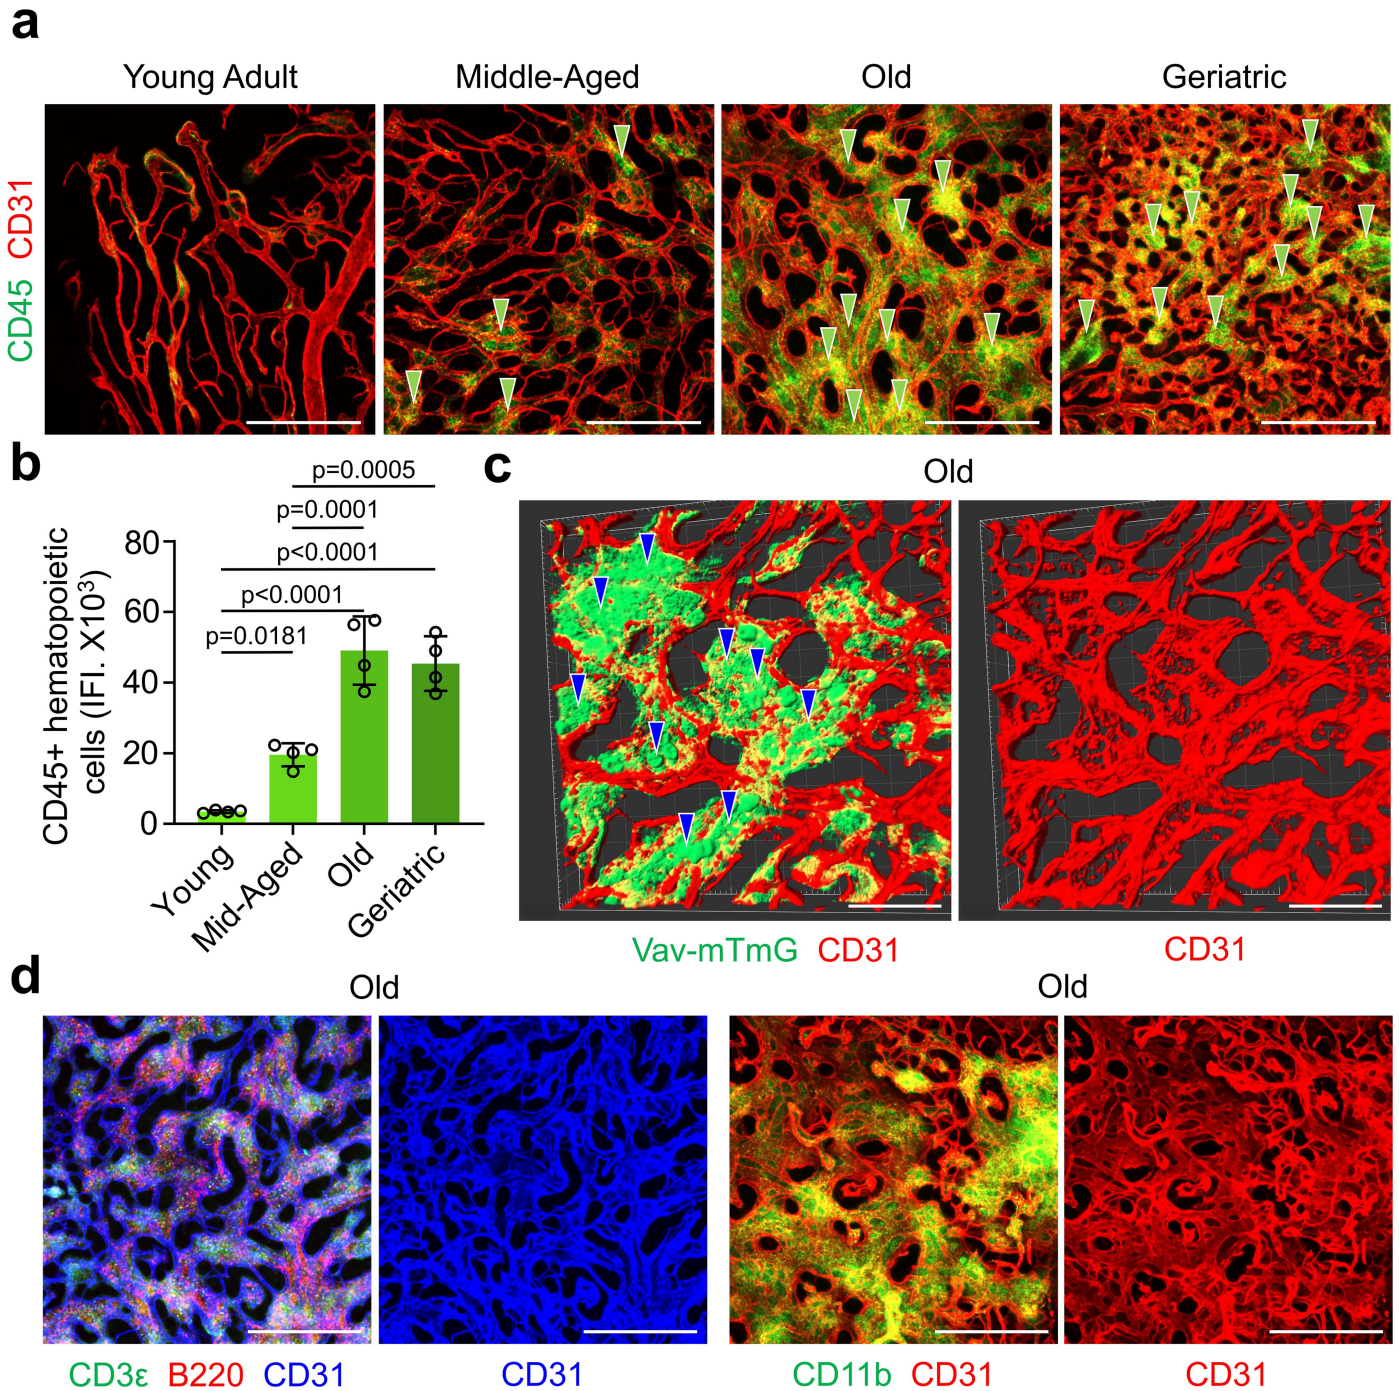 a
Young Adult Middle-Aged Old Geriatric
CD45 CD31
b
p=0.0005
p=0.0001
p<0.0001
p<0.0001
p=0.0181
CD45+ hematopoietic
cells (IFI. X10³)
80
60
40
20
0
Young
Mid-Aged
Old
Geriatric
c
Old
Vav-mTmG CD31
CD31
d
Old
Old
CD3ε B220 CD31
CD31
CD11b CD31
CD31